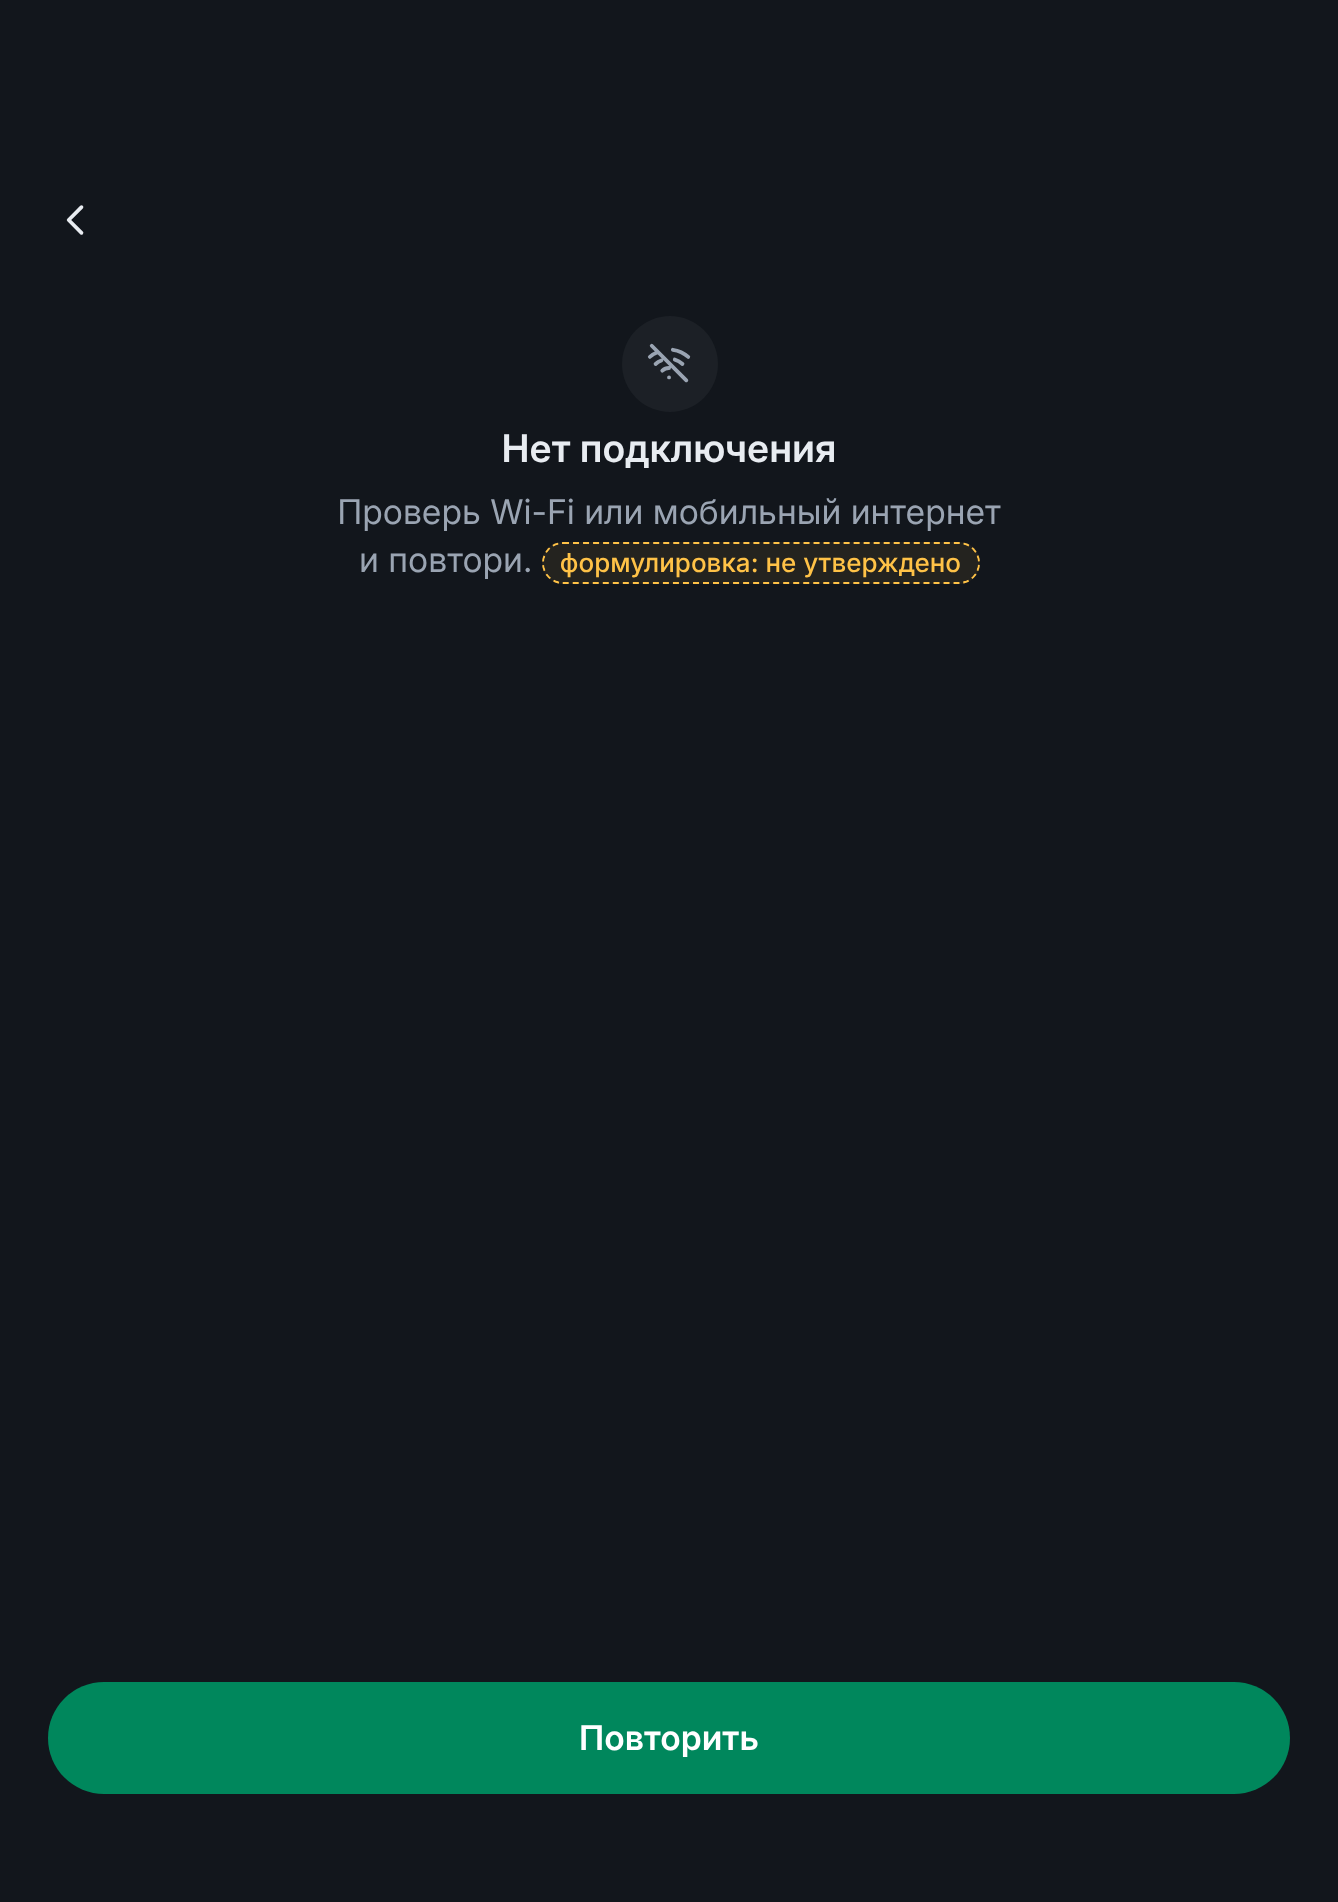 Нет подключения
Проверь Wi-Fi или мобильный интернет
и повтори. формулировка: не утверждено
Повторить